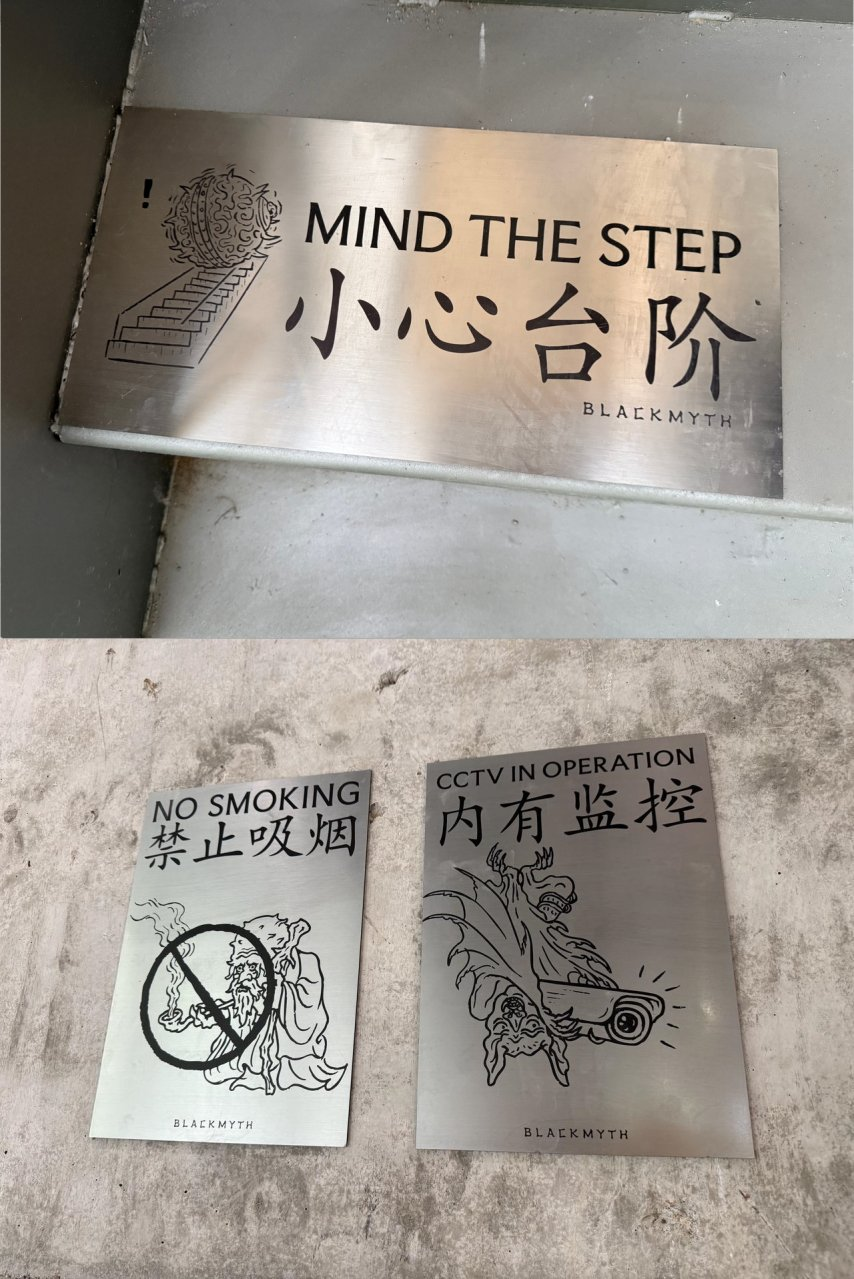 !
MIND THE STEP
小心台阶
BLACKMYTH
NO SMOKING
禁止吸烟
BLACKMYTH
CCTV IN OPERATION
内有监控
BLACKMYTH